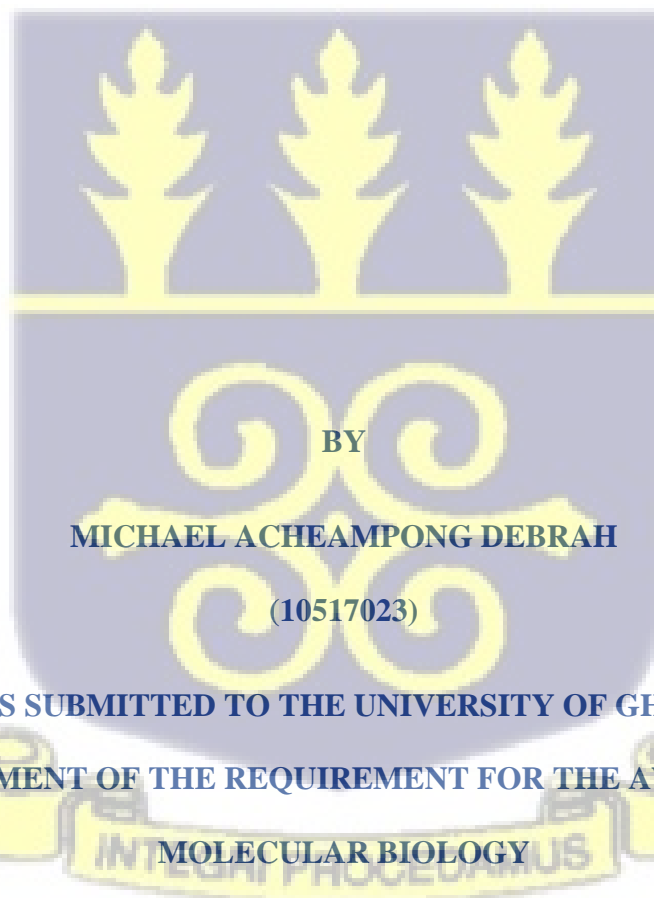 BY
MICHAEL ACHEAMPONG DEBRAH
(10517023)
S SUBMITTED TO THE UNIVERSITY OF GH
MENT OF THE REQUIREMENT FOR THE A
MOLECULAR BIOLOGY
INTEGRI PROCEDAMUS